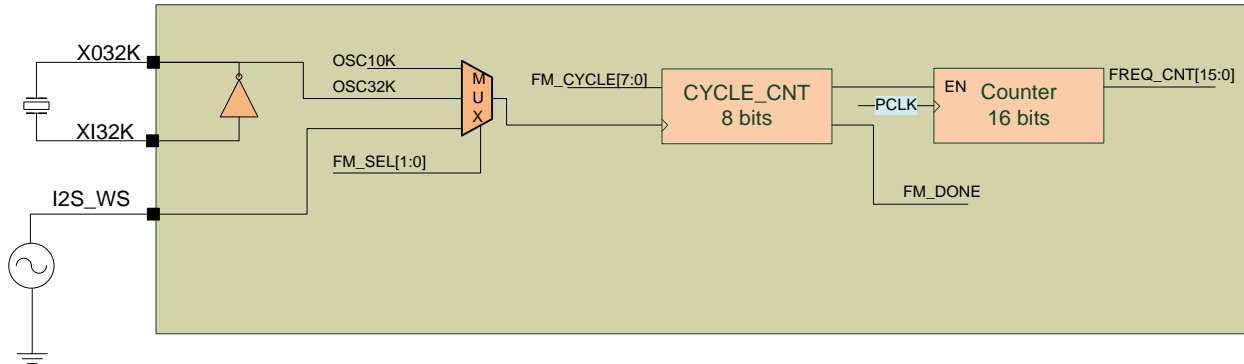 X032K
XI32K
I2S_WS
OSC10K
OSC32K
FM_SEL[1:0]
MUX
FM_CYCLE[7:0]
CYCLE_CNT
8 bits
FM_DONE
PCLK
EN
Counter
16 bits
FREQ_CNT[15:0]